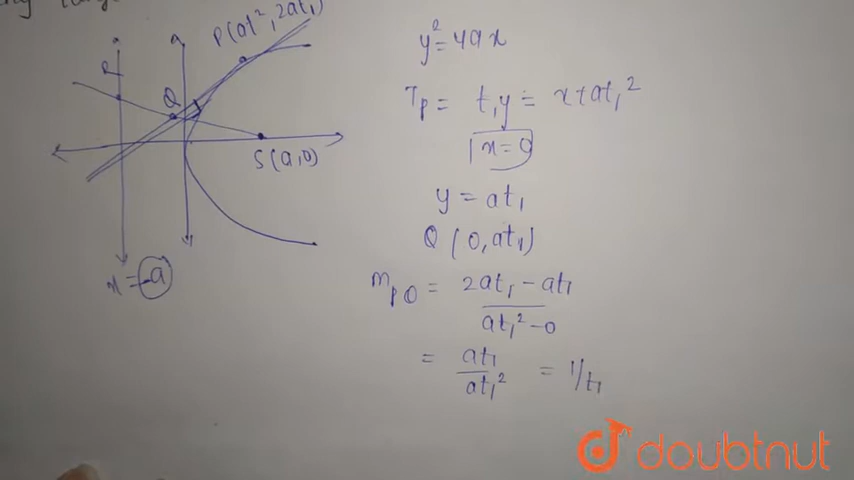 P(at², 2at₁)
R
Q
S(a,0)
x = -a
y² = 4ax
Tp = t₁y = x+at₁²
x=0
y = at₁
Q (0, at₁)
mpQ = 2at₁ - at₁ / at₁² - 0
= at₁ / at₁² = 1/t₁
doubtnut